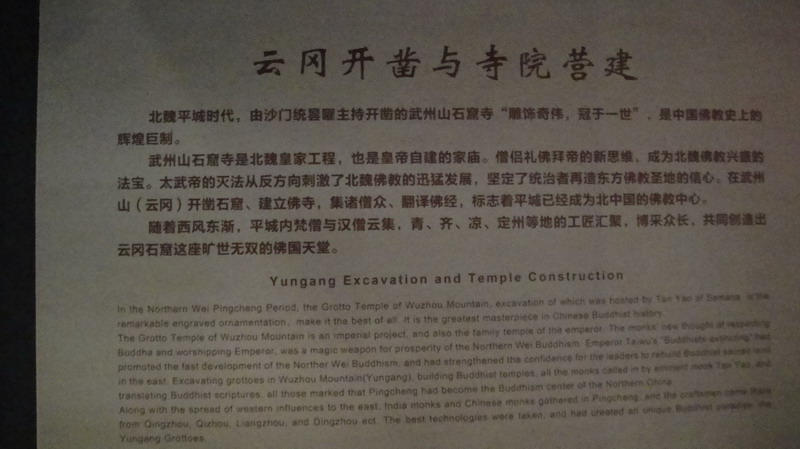 云冈开凿与寺院营建
北魏平城时代，由沙门统昙曜主持开凿的武州山石窟寺“雕饰奇伟，冠于一世”，是中国佛教史上的
辉煌巨制。
武州山石窟寺是北魏皇家工程，也是皇帝自建的家庙。僧侣礼佛拜帝的新思维，成为北魏佛教兴盛的
法宝。太武帝的灭法从反方向刺激了北魏佛教的迅猛发展，坚定了统治者再造东方佛教圣地的信心。在武州
山（云冈）开凿石窟、建立佛寺，集诸僧众、翻译佛经，标志着平城已经成为北中国的佛教中心。
随着西风东渐，平城内梵僧与汉僧云集，青、齐、凉、定州等地的工匠汇聚，博采众长，共同创造出
云冈石窟这座旷世无双的佛国天堂。
Yungang Excavation and Temple Construction
In the Northern Wei Pingcheng Period, the Grotto Temple of Wuzhou Mountain, excavation of which was hosted by Tan Yao of Samana, is the
remarkable engraved ornamentation, make it the best of all. It is the greatest masterpiece in Chinese Buddhist history.
The Grotto Temple of Wuzhou Mountain is an imperial project, and also the family temple of the emperor. The monks' new thought of respecting
Buddha and worshipping Emperor, was a magic weapon for prosperity of the Northern Wei Buddhism. Emperor Taiwu's "Buddhists extincting" had
promoted the fast development of the Norther Wei Buddhism, and had strengthened the confidence for the leaders to rebuild Buddhist sacred land
in the east. Excavating grottoes in Wuzhou Mountain(Yungang), building Buddhist temples, all the monks called in by eminent monk Tan Yao, and
translating Buddhist scriptures, all those marked that Pingcheng had become the Buddhism center of the Northern China.
Along with the spread of western influences to the east, India monks and Chinese monks gathered in Pingcheng, and the craftsmen came there
from Qingzhou, Qizhou, Liangzhou, and Dingzhou ect. The best technologies were taken, and had created an unique Buddhist paradise, the
Yungang Grottoes.